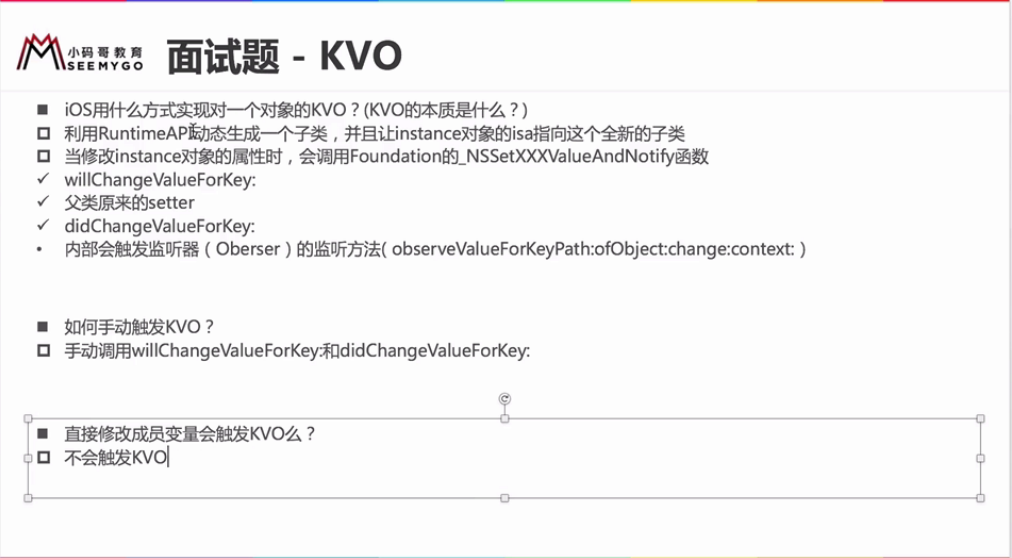 小码哥教育
SEEMYGO
面试题 - KVO
iOS用什么方式实现对一个对象的KVO？(KVO的本质是什么？)
利用RuntimeAPI动态生成一个子类，并且让instance对象的isa指向这个全新的子类
当修改instance对象的属性时，会调用Foundation的_NSSetXXXValueAndNotify函数
willChangeValueForKey:
父类原来的setter
didChangeValueForKey:
内部会触发监听器（Oberser）的监听方法( observeValueForKeyPath:ofObject:change:context:）
如何手动触发KVO？
手动调用willChangeValueForKey:和didChangeValueForKey:
直接修改成员变量会触发KVO么？
不会触发KVO